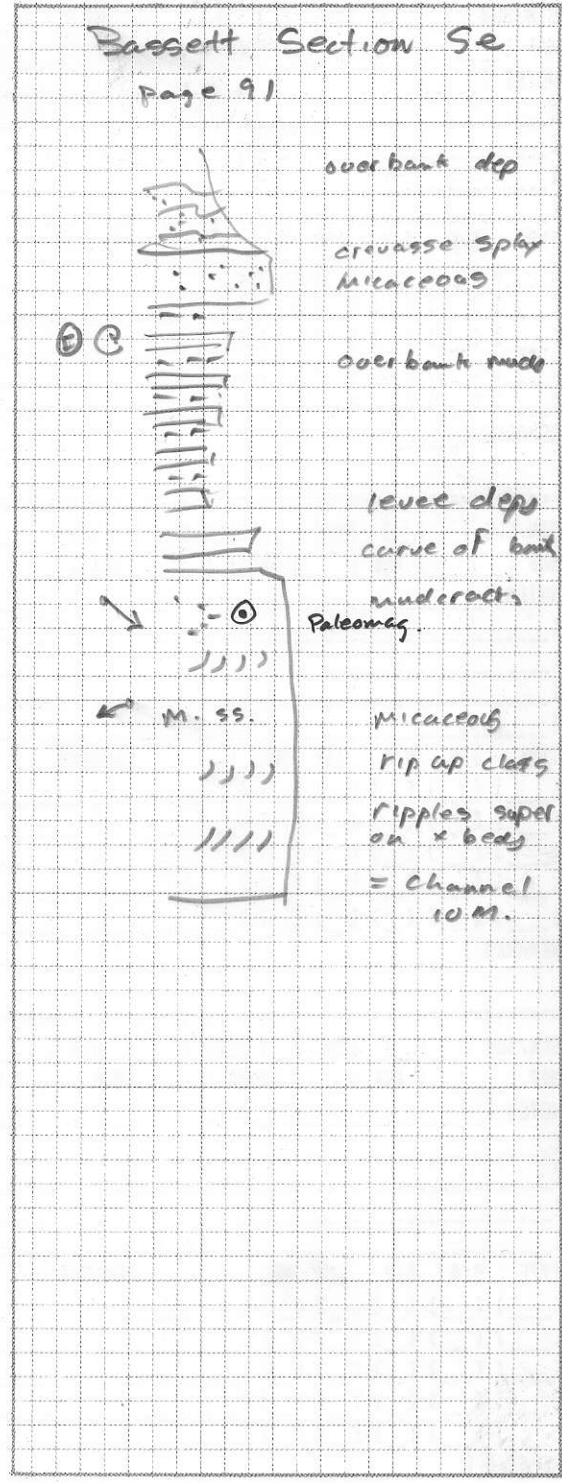 Bassett Section 5e
page 91
overbank dep
crevasse splay
micaceous
E C
overbank muds
levee deps
curve of bank
mudcracks
Paleomag.
M. ss.
micaceous
rip up clasts
ripples super
on x beds
= Channel
10 M.